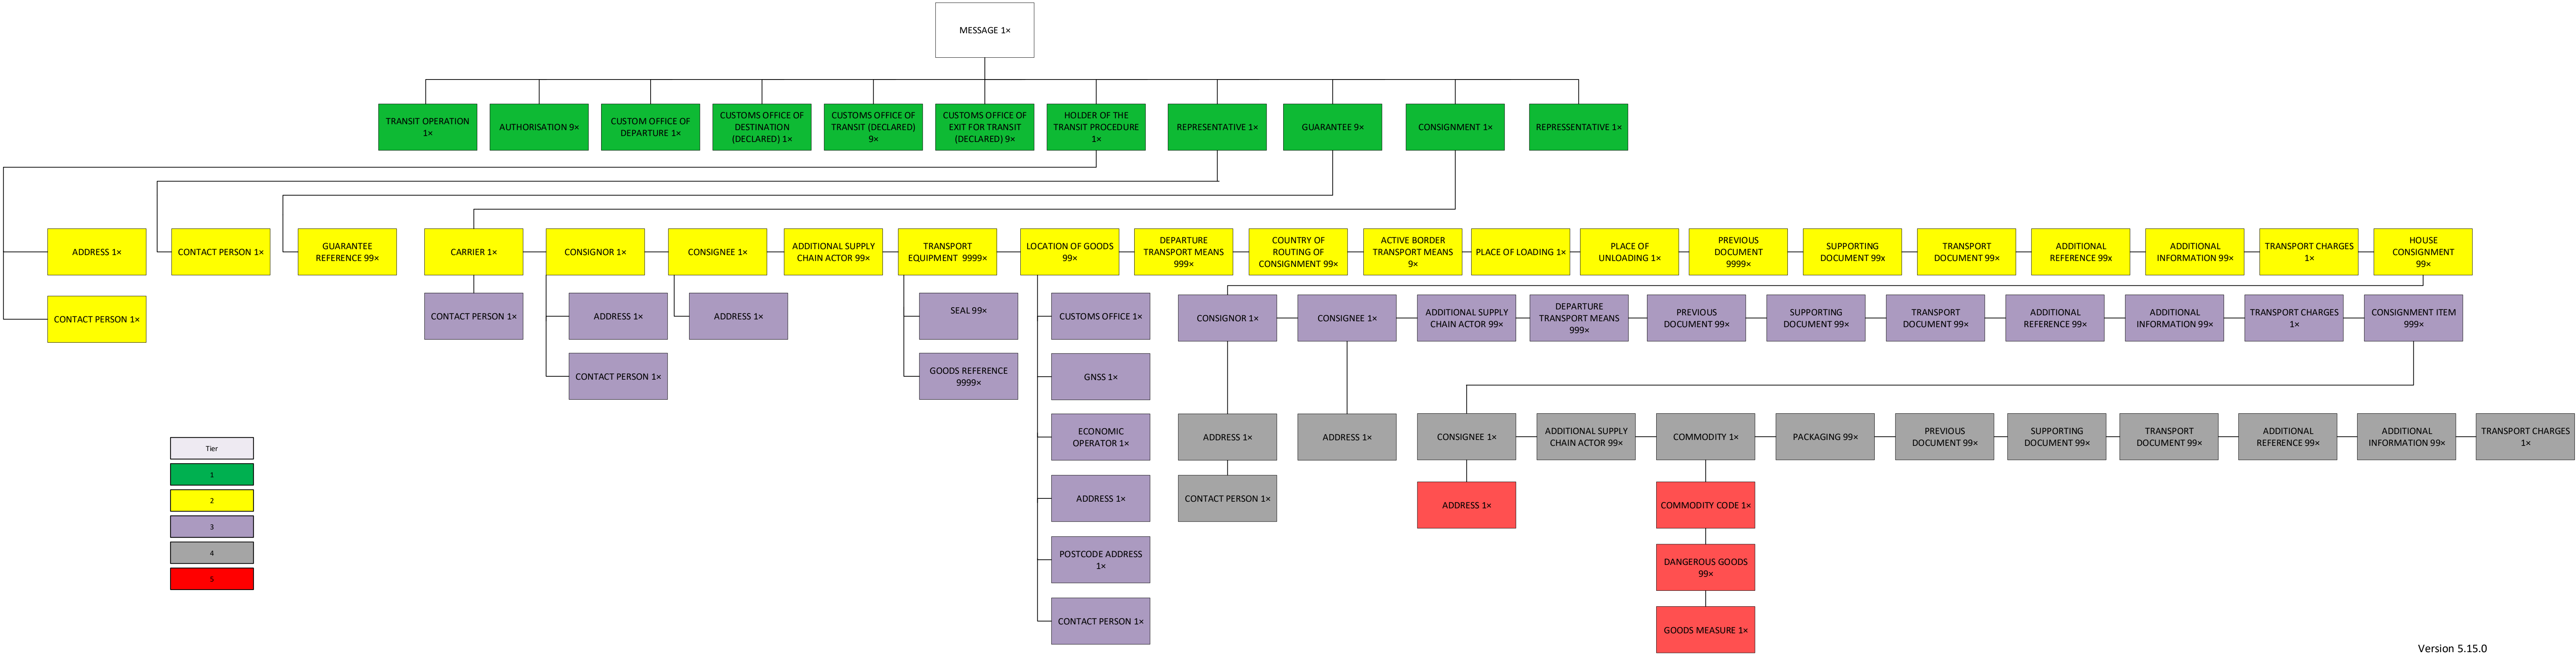 MESSAGE 1×
TRANSIT OPERATION
1×
AUTHORISATION 9×
CUSTOM OFFICE OF
DEPARTURE 1×
CUSTOMS OFFICE OF
DESTINATION
(DECLARED) 1×
CUSTOMS OFFICE OF
TRANSIT (DECLARED)
9×
CUSTOMS OFFICE OF
EXIT FOR TRANSIT
(DECLARED) 9×
HOLDER OF THE
TRANSIT PROCEDURE
1×
REPRESENTATIVE 1×
GUARANTEE 9×
CONSIGNMENT 1×
REPRESSENTATIVE 1×
ADDRESS 1×
CONTACT PERSON 1×
GUARANTEE
REFERENCE 99×
CARRIER 1×
CONSIGNOR 1×
CONSIGNEE 1×
ADDITIONAL SUPPLY
CHAIN ACTOR 99×
TRANSPORT
EQUIPMENT 9999×
LOCATION OF GOODS
99×
DEPARTURE
TRANSPORT MEANS
999×
COUNTRY OF
ROUTING OF
CONSIGNMENT 99×
ACTIVE BORDER
TRANSPORT MEANS
9×
PLACE OF LOADING 1×
PLACE OF
UNLOADING 1×
PREVIOUS
DOCUMENT
9999×
SUPPORTING
DOCUMENT 99x
TRANSPORT
DOCUMENT 99×
ADDITIONAL
REFERENCE 99x
ADDITIONAL
INFORMATION 99×
TRANSPORT CHARGES
1×
HOUSE
CONSIGNMENT
99×
CONTACT PERSON 1×
CONTACT PERSON 1×
ADDRESS 1×
ADDRESS 1×
SEAL 99×
CUSTOMS OFFICE 1×
CONSIGNOR 1×
CONSIGNEE 1×
ADDITIONAL SUPPLY
CHAIN ACTOR 99×
DEPARTURE
TRANSPORT MEANS
999×
PREVIOUS
DOCUMENT 99×
SUPPORTING
DOCUMENT 99×
TRANSPORT
DOCUMENT 99×
ADDITIONAL
REFERENCE 99×
ADDITIONAL
INFORMATION 99×
TRANSPORT CHARGES
1×
CONSIGNMENT ITEM
999×
CONTACT PERSON 1×
GOODS REFERENCE
9999×
GNSS 1×
ECONOMIC
OPERATOR 1×
ADDRESS 1×
ADDRESS 1×
CONSIGNEE 1×
ADDITIONAL SUPPLY
CHAIN ACTOR 99×
COMMODITY 1×
PACKAGING 99×
PREVIOUS
DOCUMENT 99×
SUPPORTING
DOCUMENT 99×
TRANSPORT
DOCUMENT 99×
ADDITIONAL
REFERENCE 99×
ADDITIONAL
INFORMATION 99×
TRANSPORT CHARGES
1×
ADDRESS 1×
CONTACT PERSON 1×
ADDRESS 1×
COMMODITY CODE 1×
POSTCODE ADDRESS
1×
DANGEROUS GOODS
99×
CONTACT PERSON 1×
GOODS MEASURE 1×
Tier
1
2
3
4
5
Version 5.15.0